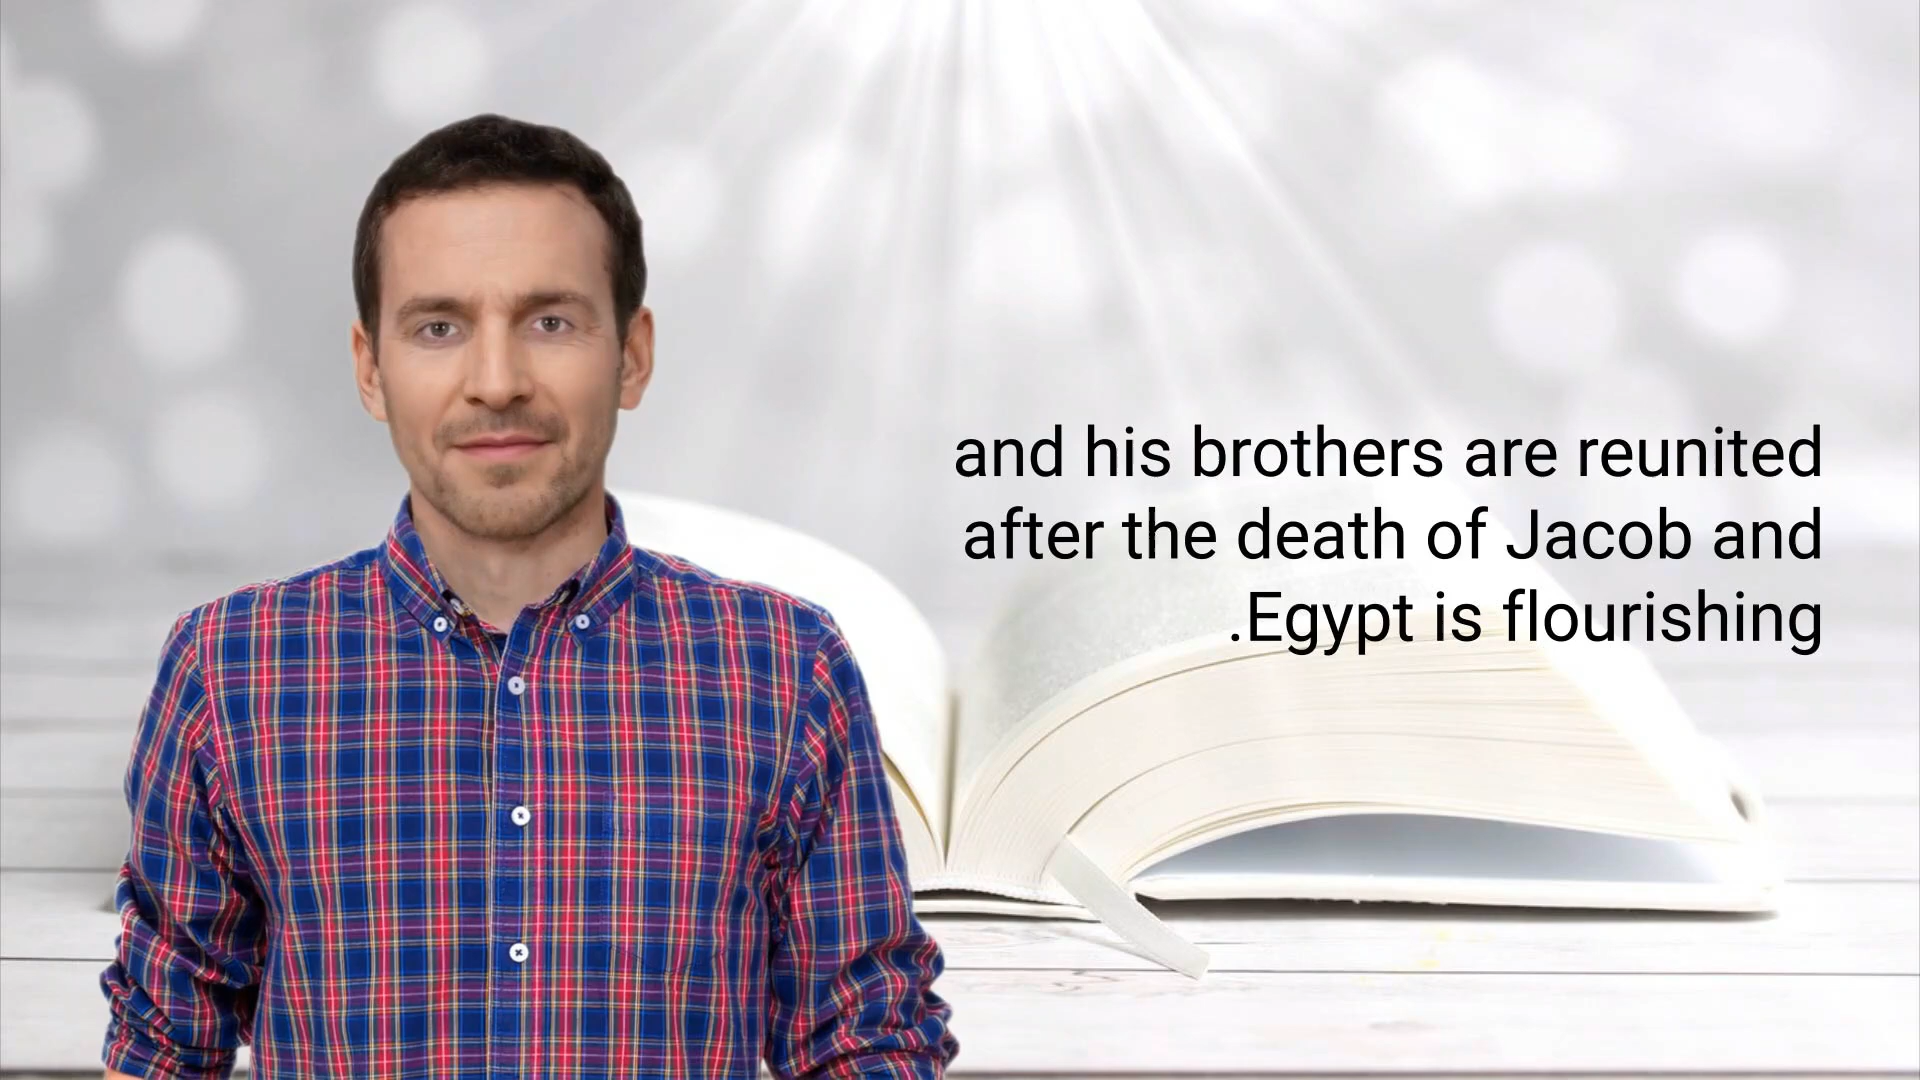 and his brothers are reunited
after the death of Jacob and
.Egypt is flourishing